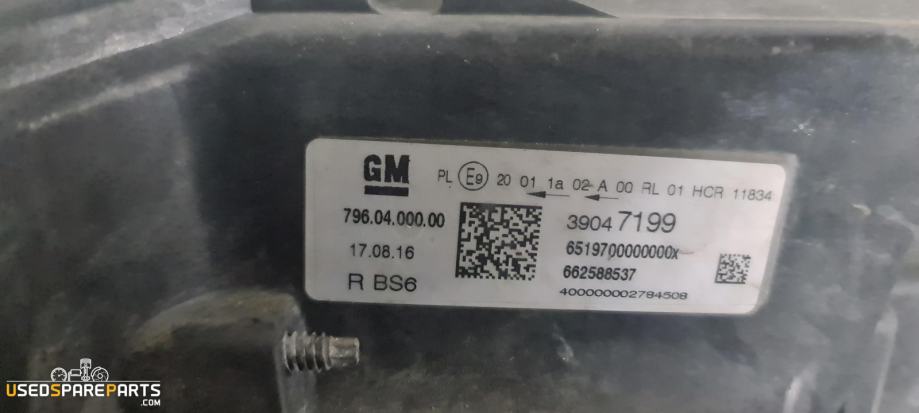 GM
PL E9 20 01 1a 02-A 00 RL 01 HCR 11834
796.04.000.00
39047199
17.08.16
6519700000000x
R BS6
662588537
400000002784508
USEDSPAREPARTS
.COM